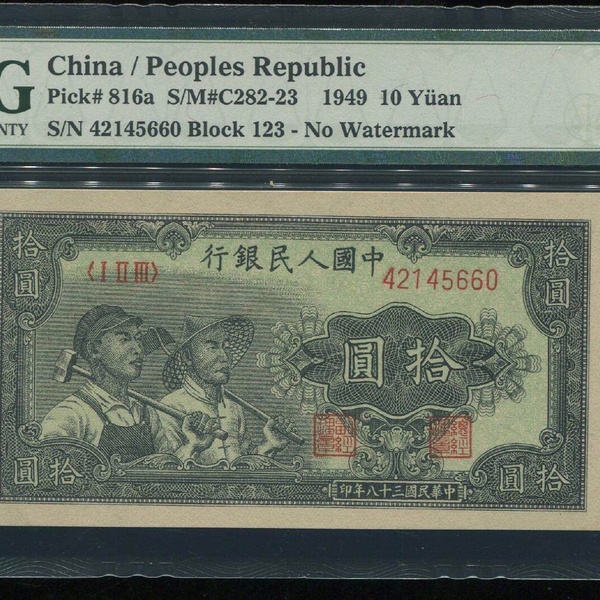 G
NTY
China / Peoples Republic
Pick# 816a S/M#C282-23 1949 10 Yüan
S/N 42145660 Block 123 - No Watermark
拾圓
行銀民人國中
拾圓
〈I II III〉
42145660
圓拾
圓拾
印年八十三國民華中
拾圓